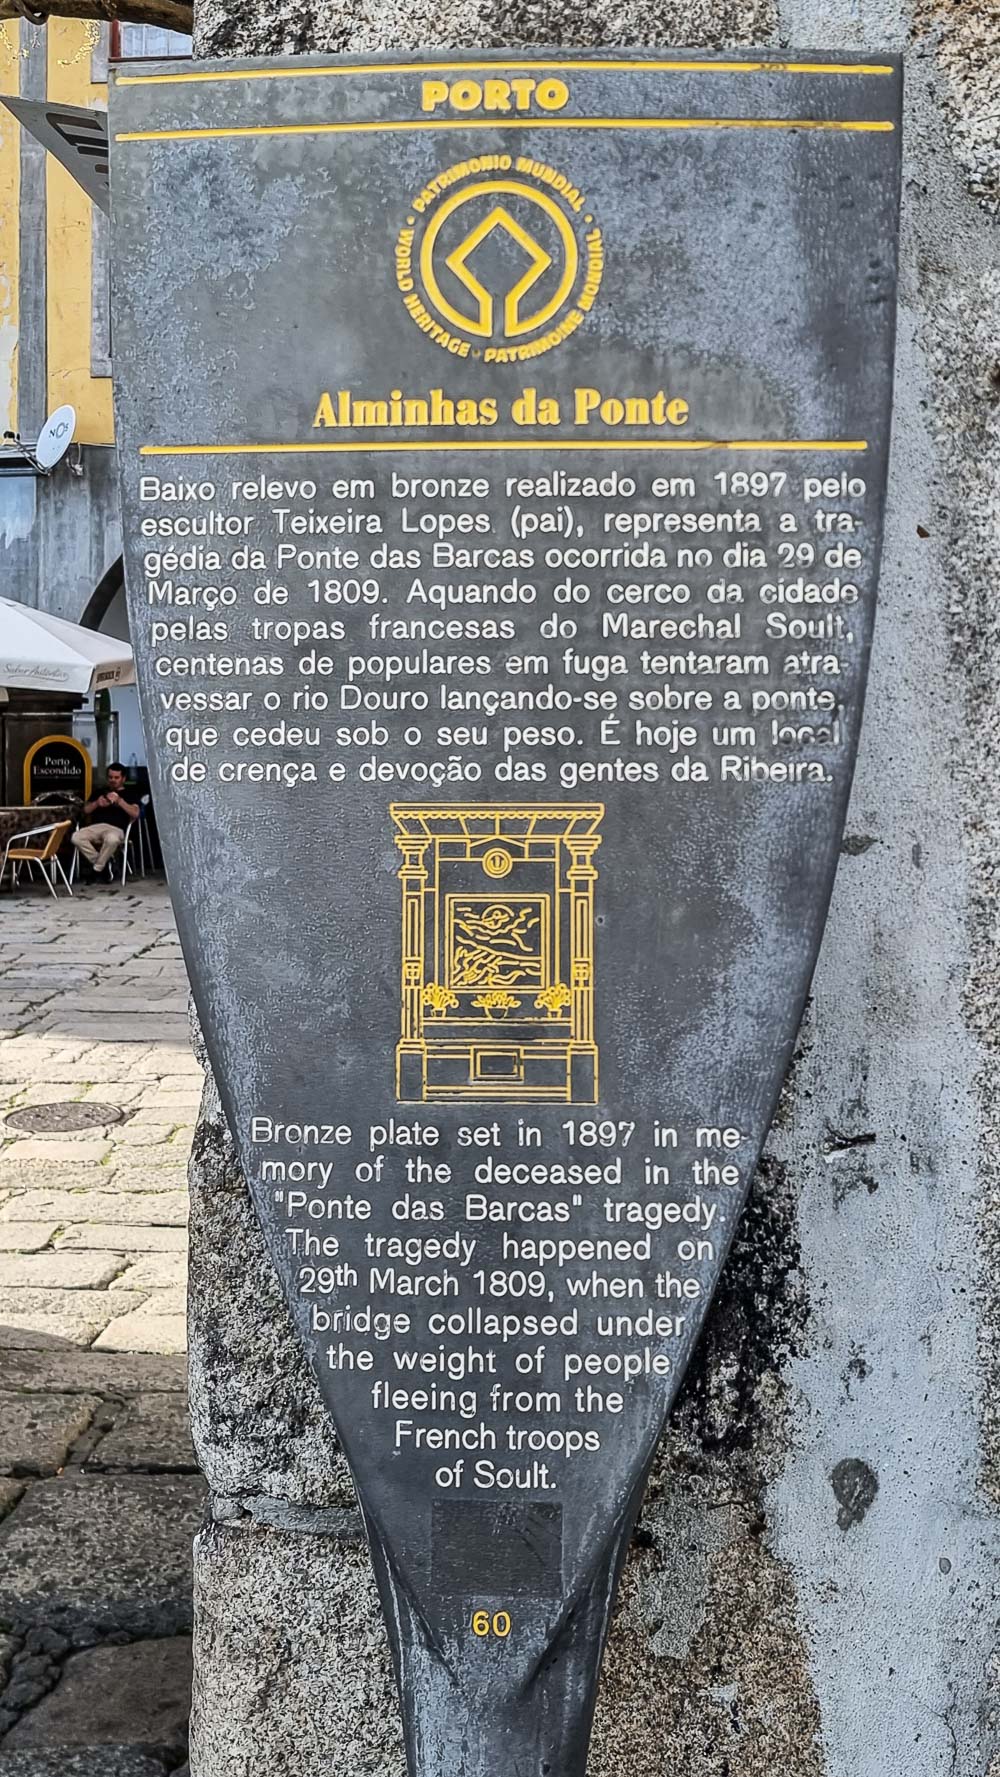 PORTO
PATRIMONIO MUNDIAL • WORLD HERITAGE • PATRIMOINE MONDIAL •
Alminhas da Ponte
Baixo relevo em bronze realizado em 1897 pelo
escultor Teixeira Lopes (pai), representa a tra-
gédia da Ponte das Barcas ocorrida no dia 29 de
Março de 1809. Aquando do cerco da cidade
pelas tropas francesas do Marechal Soult,
centenas de populares em fuga tentaram atra-
vessar o rio Douro lançando-se sobre a ponte,
que cedeu sob o seu peso. É hoje um local
de crença e devoção das gentes da Ribeira.
Bronze plate set in 1897 in me-
mory of the deceased in the
"Ponte das Barcas" tragedy.
The tragedy happened on
29th March 1809, when the
bridge collapsed under
the weight of people
fleeing from the
French troops
of Soult.
60
NOS
Porto
Escondido